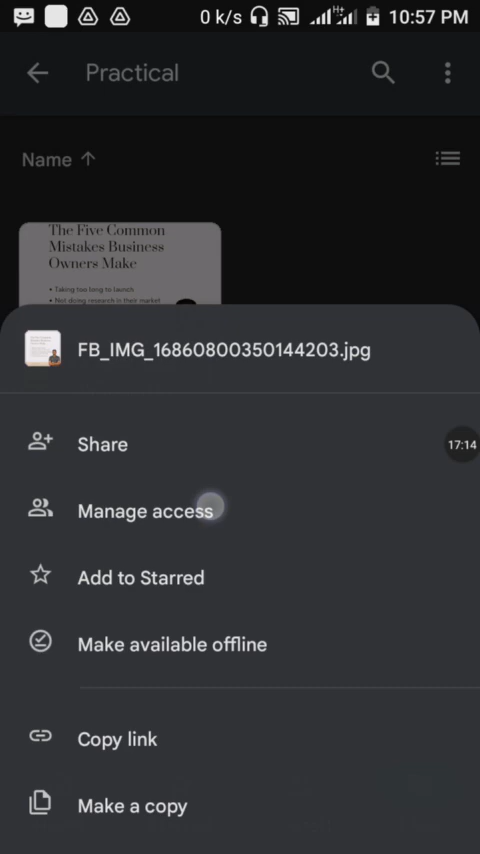 0 k/s H+ 10:57 PM
Practical
Name
The Five Common
Mistakes Business
Owners Make
• Taking too long to launch
• Not doing research in their market
FB_IMG_16860800350144203.jpg
Share
17:14
Manage access
Add to Starred
Make available offline
Copy link
Make a copy